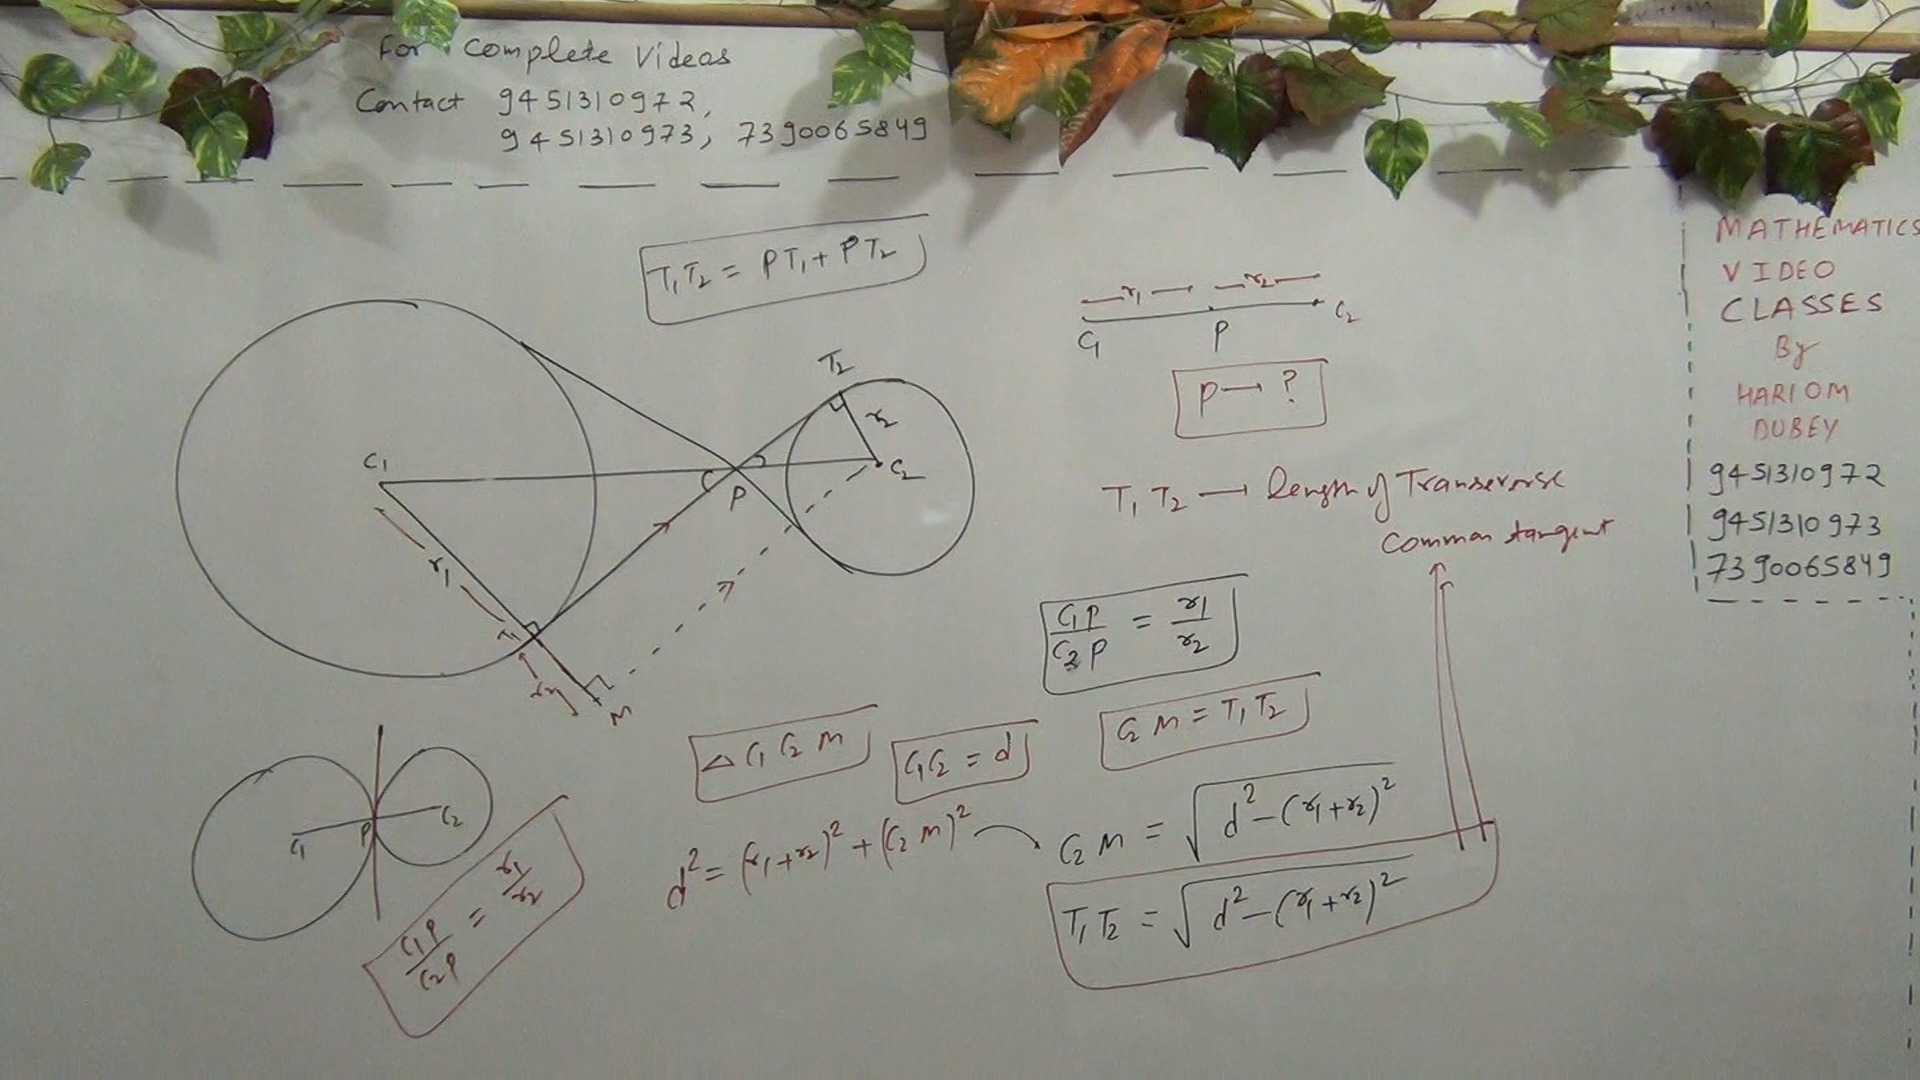 For Complete Videos
Contact 9451310972,
9451310973, 7390065849
MATHEMATICS
VIDEO
CLASSES
By
HARIOM
DUBEY
9451310972
9451310973
7390065849
T₁T₂ = PT₁ + PT₂
r₁ r₂
C₁ P C₂
P → ?
T₁ T₂ → length of Transverse
Common tangent
T₂
r₂
C₁
C₂
P
r₁
T₁
r₂
M
C₁P/C₂P = r₁/r₂
C₂M = T₁T₂
△ C₁C₂M
C₁C₂ = d
d² = (r₁+r₂)² + (C₂M)²
C₂M = √(d²-(r₁+r₂)²)
T₁T₂ = √(d²-(r₁+r₂)²)
C₁ P C₂
C₁P/C₂P = r₁/r₂